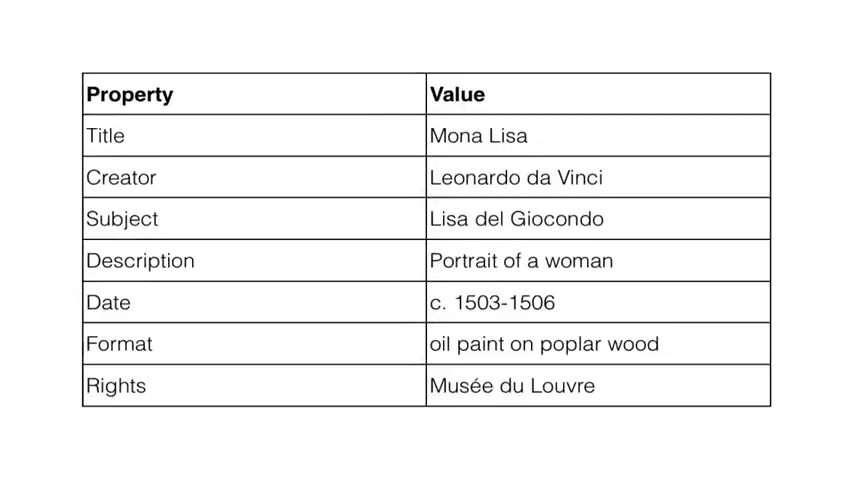 Property Value
Title Mona Lisa
Creator Leonardo da Vinci
Subject Lisa del Giocondo
Description Portrait of a woman
Date c. 1503-1506
Format oil paint on poplar wood
Rights Musée du Louvre